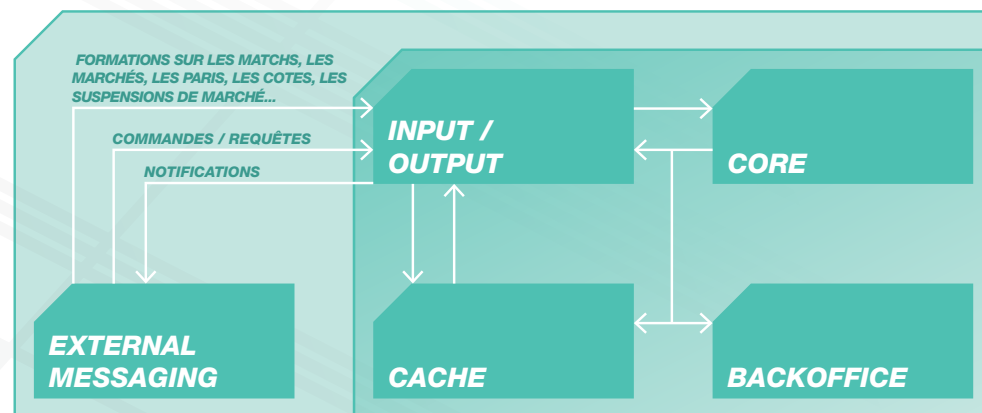 FORMATIONS SUR LES MATCHS, LES
MARCHÉS, LES PARIS, LES COTES, LES
SUSPENSIONS DE MARCHÉ...
COMMANDES / REQUÊTES
NOTIFICATIONS
INPUT /
OUTPUT
CORE
EXTERNAL
MESSAGING
CACHE
BACKOFFICE